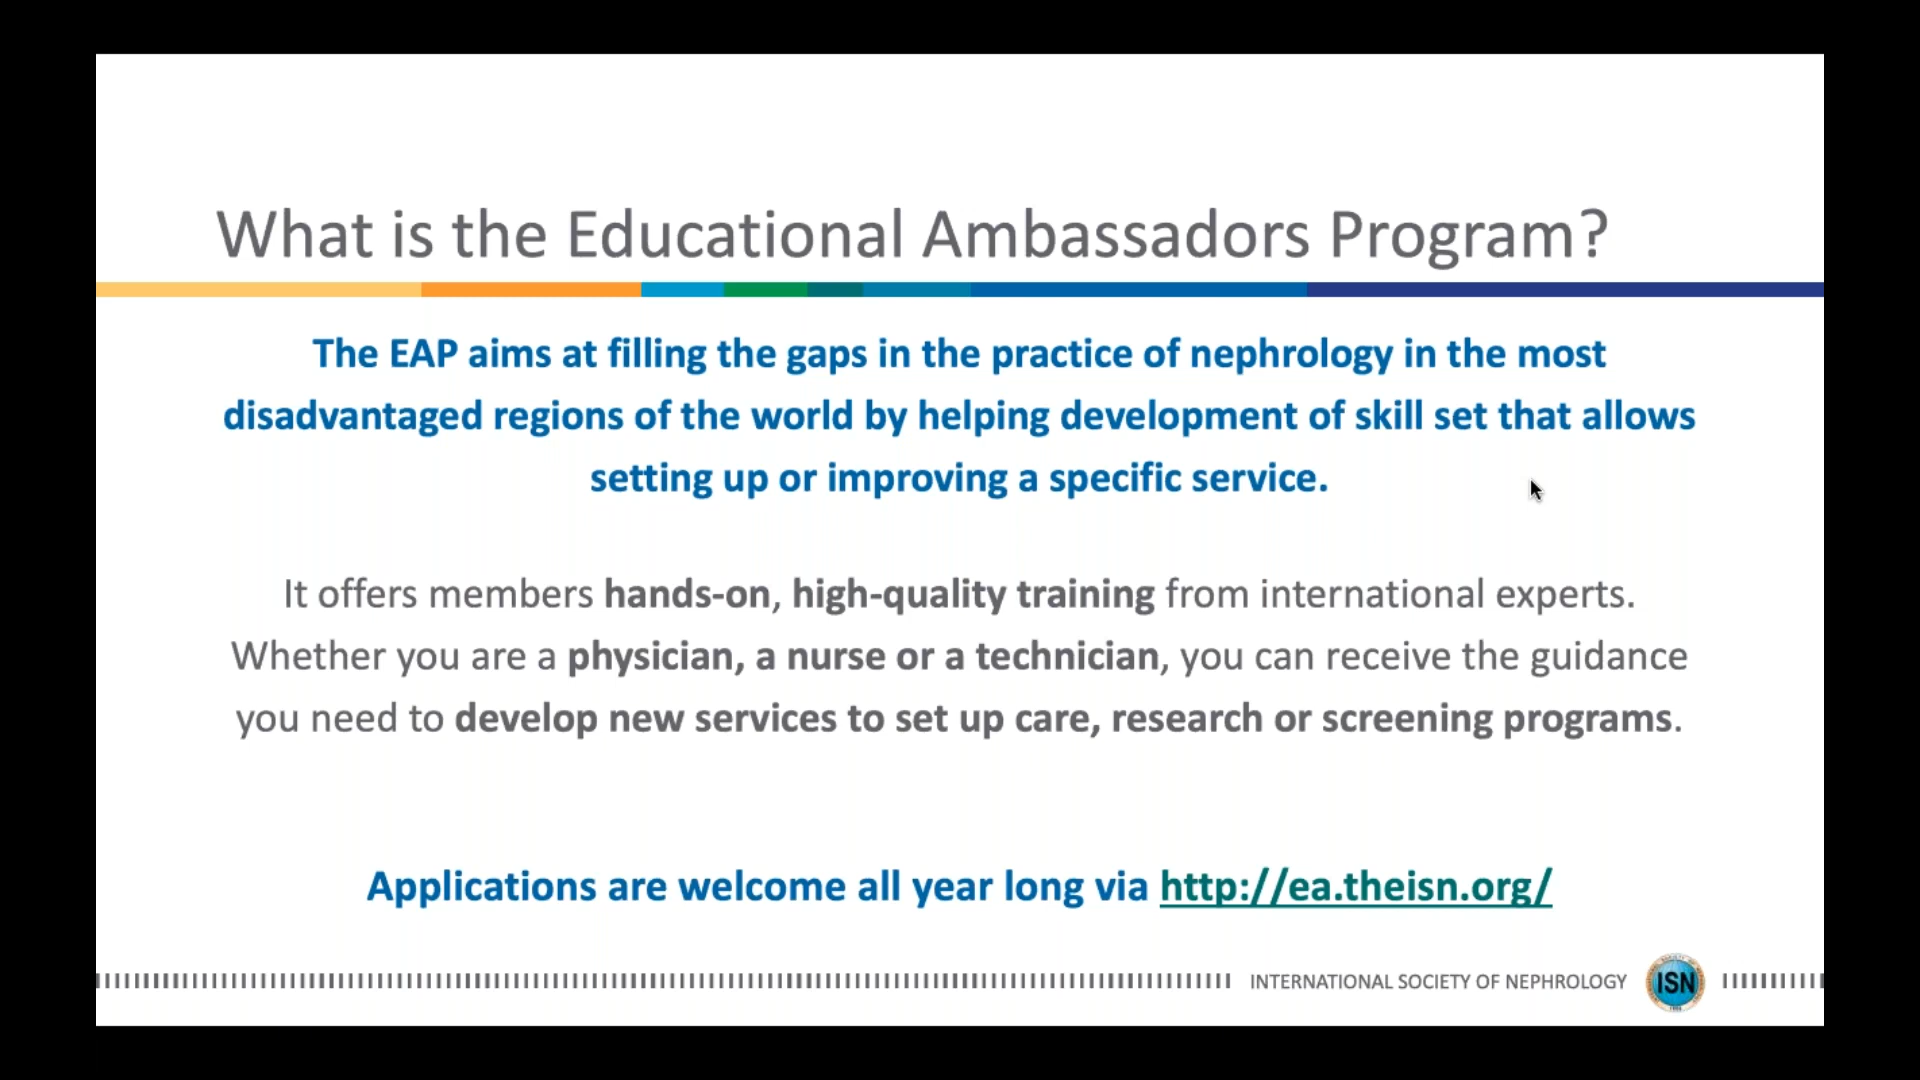 What is the Educational Ambassadors Program?
The EAP aims at filling the gaps in the practice of nephrology in the most
disadvantaged regions of the world by helping development of skill set that allows
setting up or improving a specific service.
It offers members hands-on, high-quality training from international experts.
Whether you are a physician, a nurse or a technician, you can receive the guidance
you need to develop new services to set up care, research or screening programs.
Applications are welcome all year long via http://ea.theisn.org/
INTERNATIONAL SOCIETY OF NEPHROLOGY
ISN